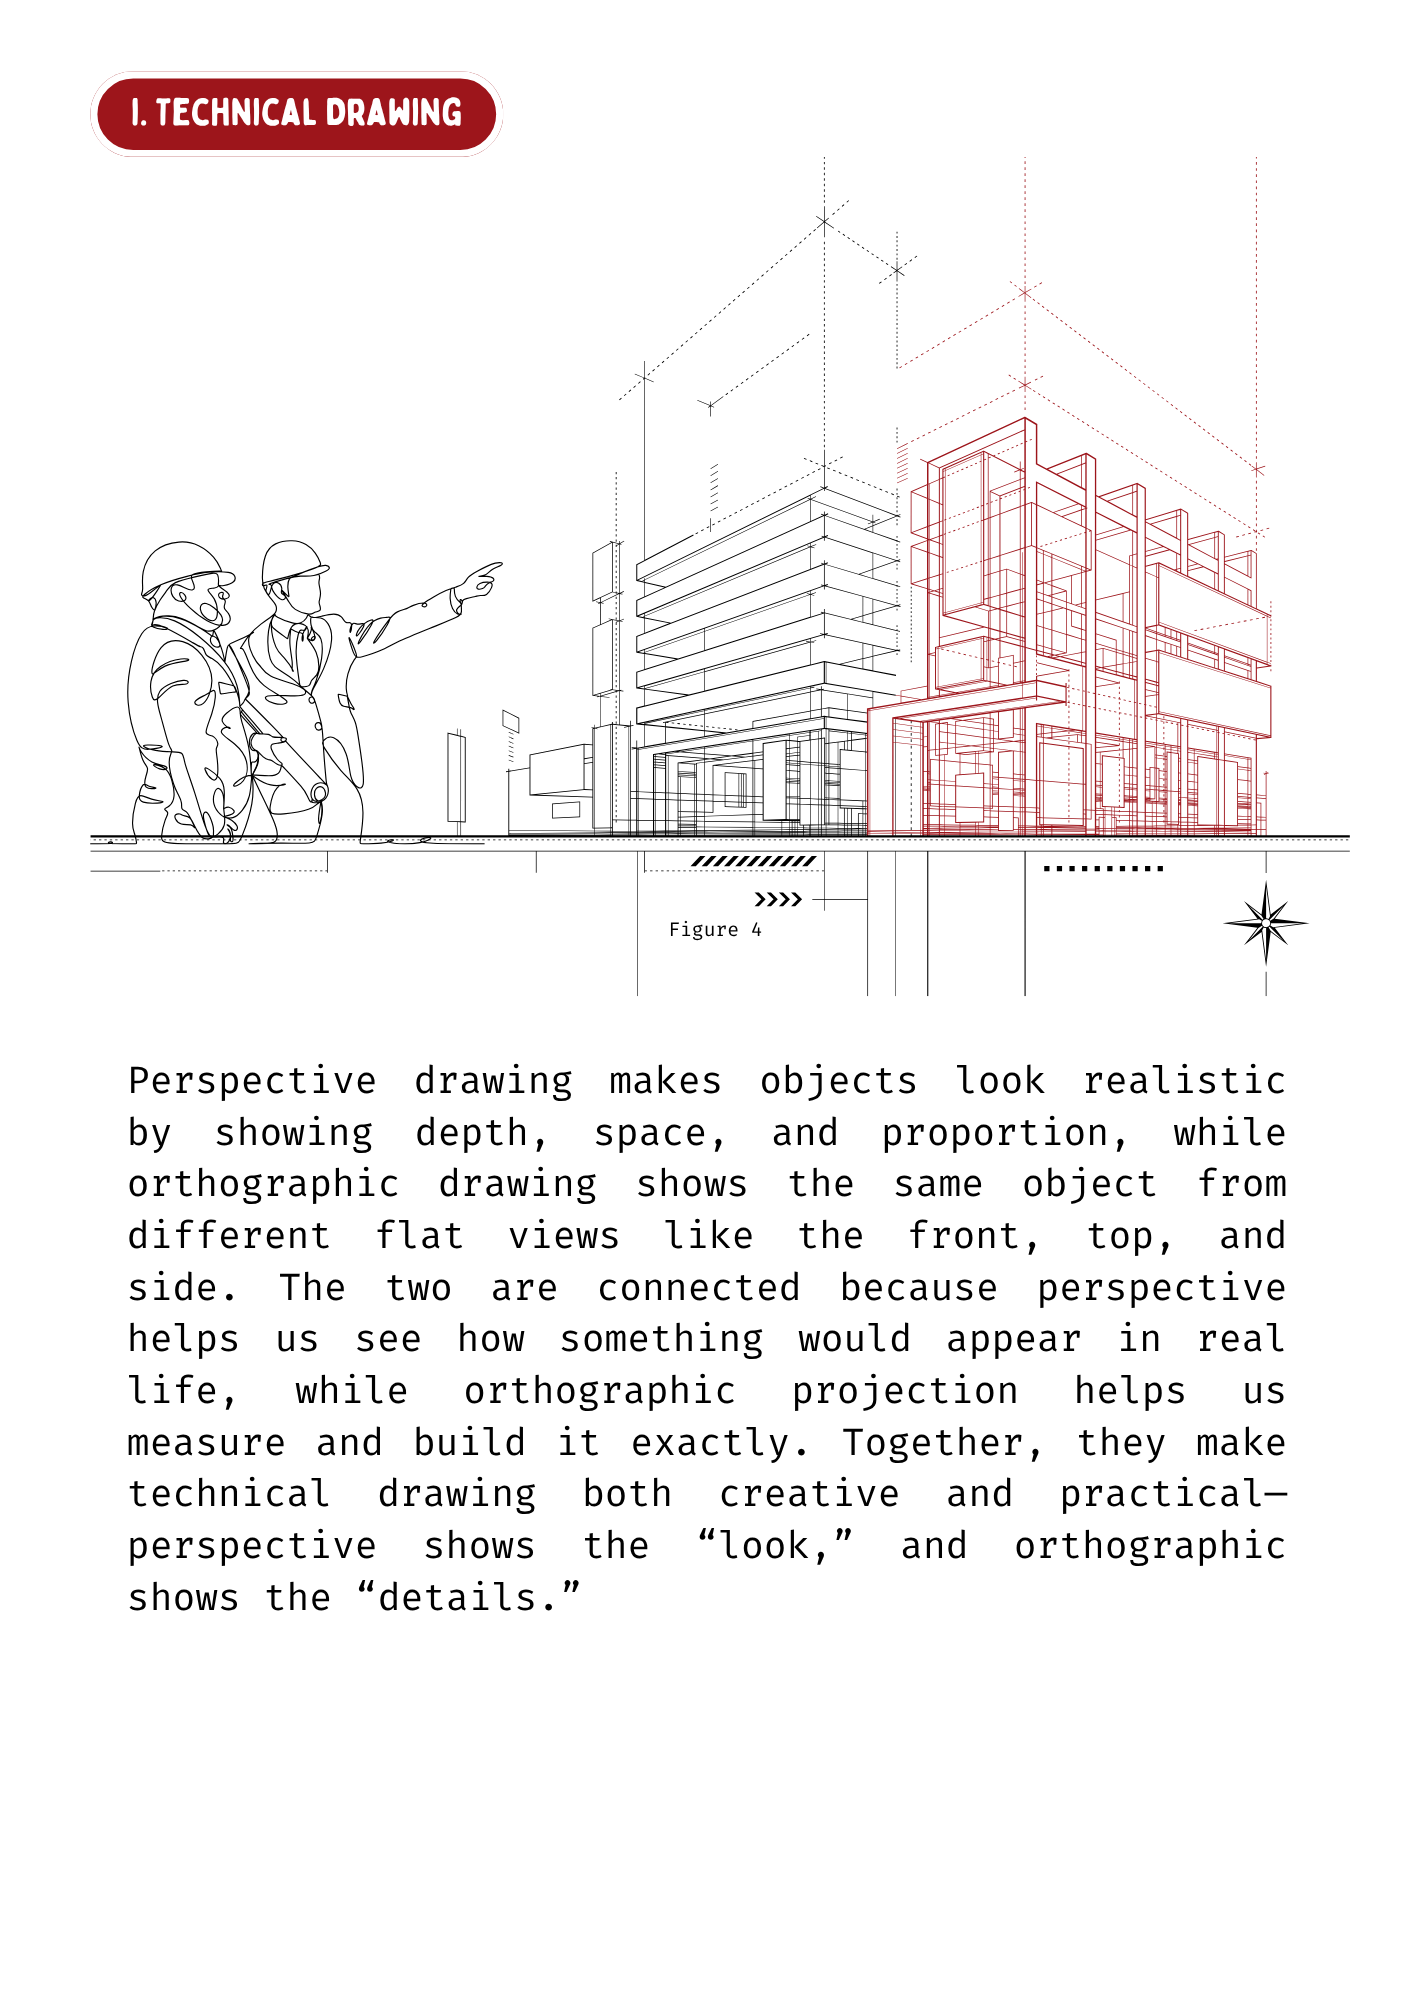 I. TECHNICAL DRAWING
Figure 4
Perspective drawing makes objects look realistic
by showing depth, space, and proportion, while
orthographic drawing shows the same object from
different flat views like the front, top, and
side. The two are connected because perspective
helps us see how something would appear in real
life, while orthographic projection helps us
measure and build it exactly. Together, they make
technical drawing both creative and practical—
perspective shows the “look,” and orthographic
shows the “details.”